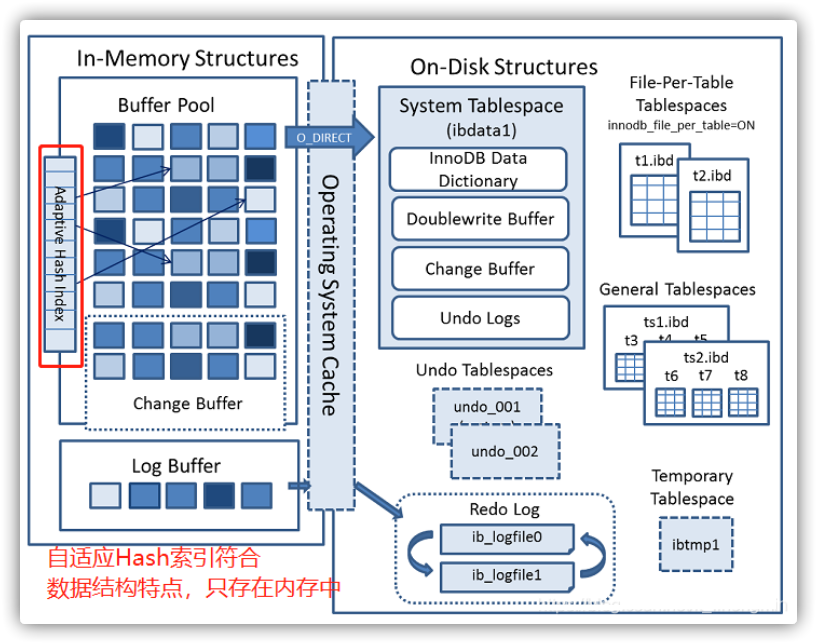 In-Memory Structures
Buffer Pool
Adaptive Hash Index
Change Buffer
Log Buffer
自适应Hash索引符合
数据结构特点，只存在内存中
O_DIRECT
Operating System Cache
On-Disk Structures
System Tablespace
(ibdata1)
InnoDB Data
Dictionary
Doublewrite Buffer
Change Buffer
Undo Logs
File-Per-Table
Tablespaces
innodb_file_per_table=ON
t1.ibd
t2.ibd
General Tablespaces
ts1.ibd
t3 t4 t5
ts2.ibd
t6 t7 t8
Undo Tablespaces
undo_001
undo_002
Temporary
Tablespace
ibtmp1
Redo Log
ib_logfile0
ib_logfile1